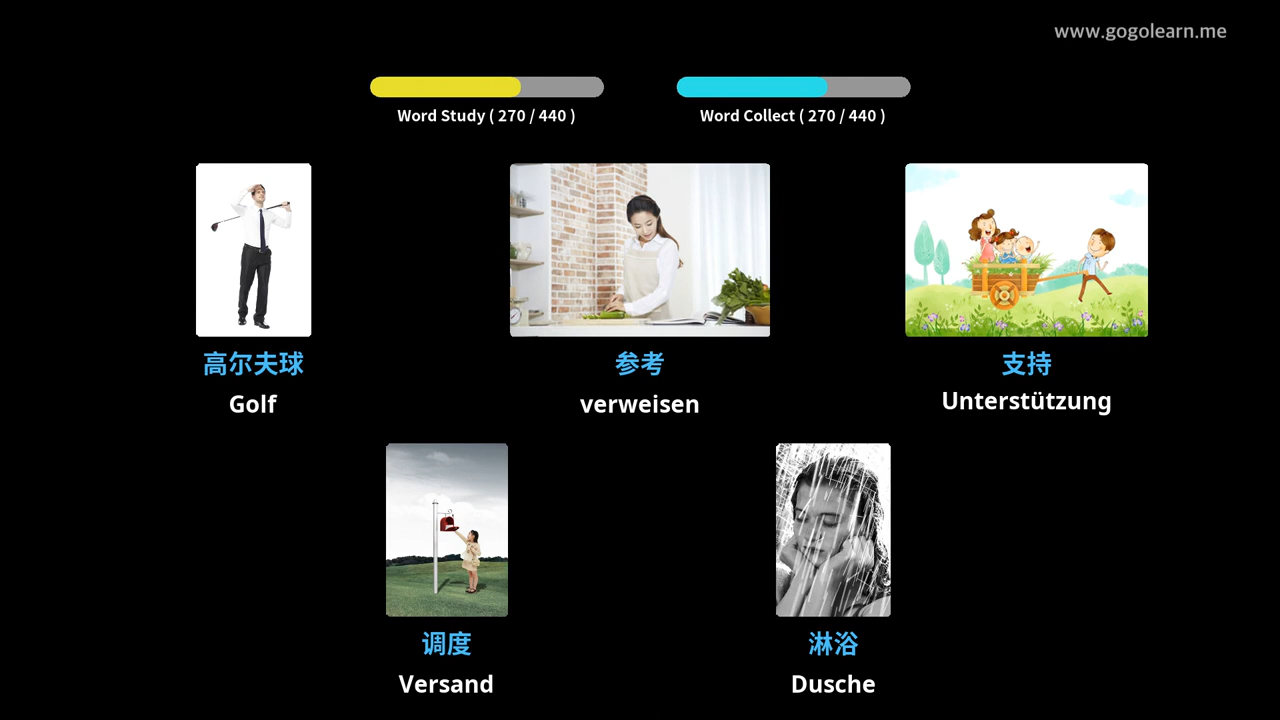 www.gogolearn.me
Word Study ( 270 / 440 )
Word Collect ( 270 / 440 )
高尔夫球
参考
支持
Golf
verweisen
Unterstützung
调度
淋浴
Versand
Dusche